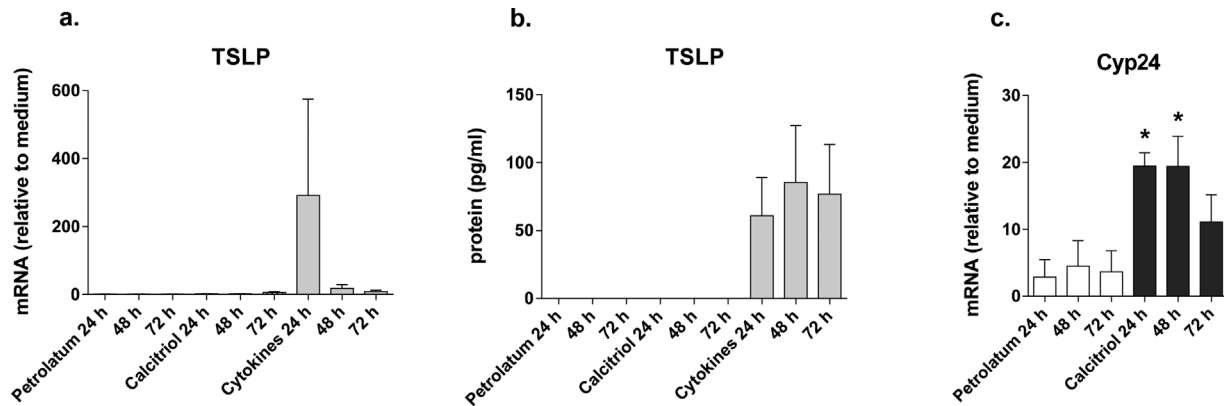 a.
TSLP
mRNA (relative to medium)
600
400
200
0
Petrolatum 24 h
48 h
72 h
Calcitriol 24 h
48 h
72 h
Cytokines 24 h
48 h
72 h
b.
TSLP
protein (pg/ml)
150
100
50
0
Petrolatum 24 h
48 h
72 h
Calcitriol 24 h
48 h
72 h
Cytokines 24 h
48 h
72 h
c.
Cyp24
mRNA (relative to medium)
30
20
10
0
* *
Petrolatum 24 h
48 h
72 h
Calcitriol 24 h
48 h
72 h